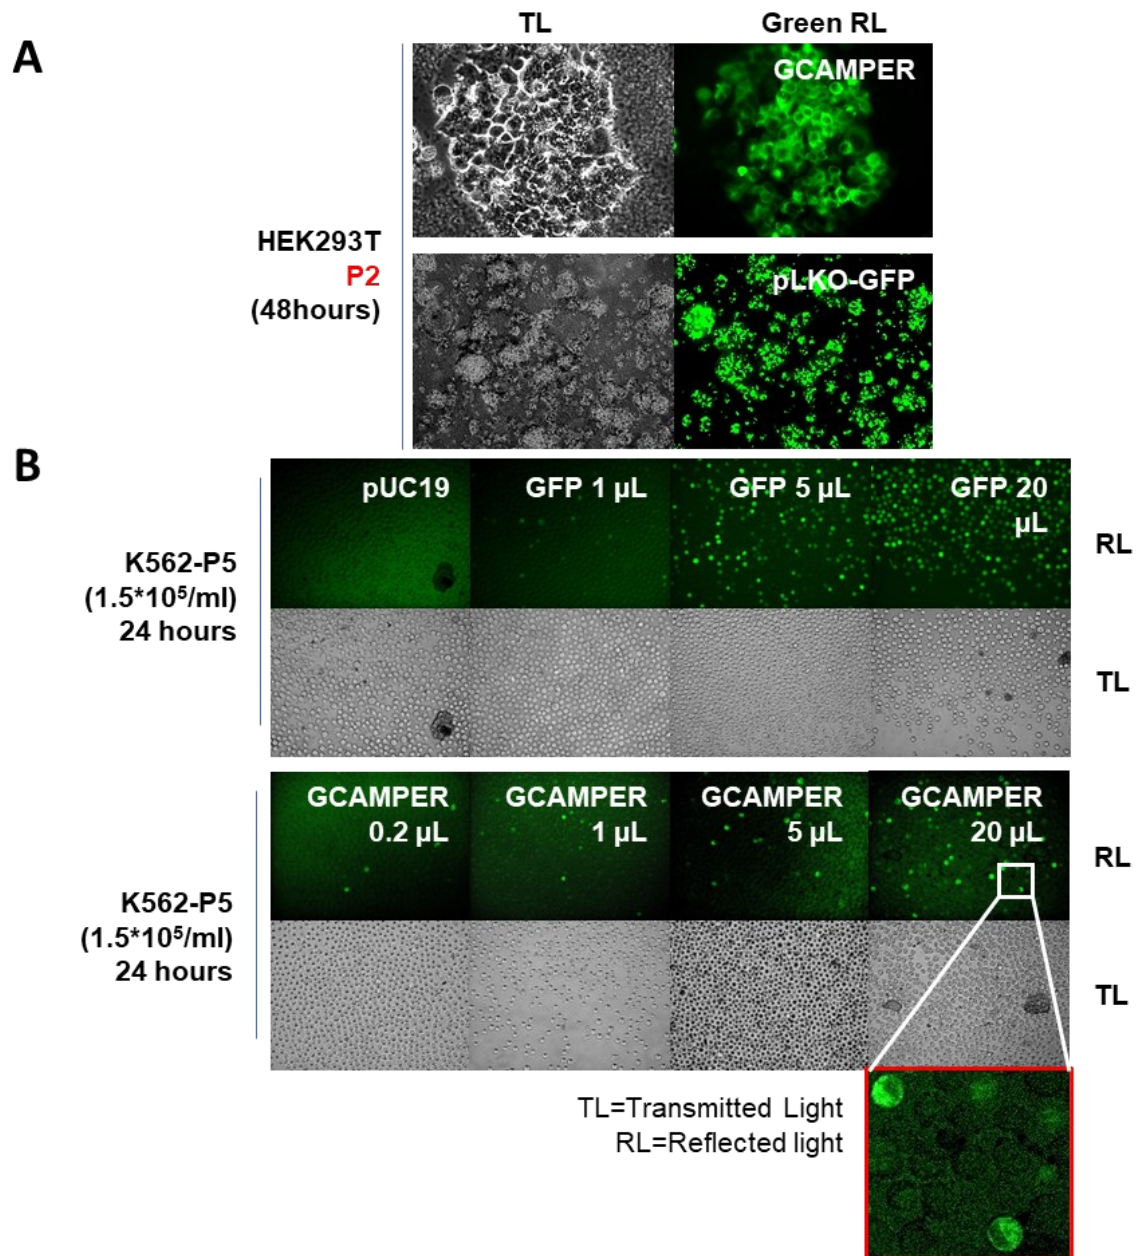 A
TL
Green RL
GCAMPER
HEK293T
P2
(48hours)
pLKO-GFP
B
pUC19
GFP 1 µL
GFP 5 µL
GFP 20
µL
RL
K562-P5
(1.5*10⁵/ml)
24 hours
TL
GCAMPER
0.2 µL
GCAMPER
1 µL
GCAMPER
5 µL
GCAMPER
20 µL
RL
K562-P5
(1.5*10⁵/ml)
24 hours
TL
TL=Transmitted Light
RL=Reflected light